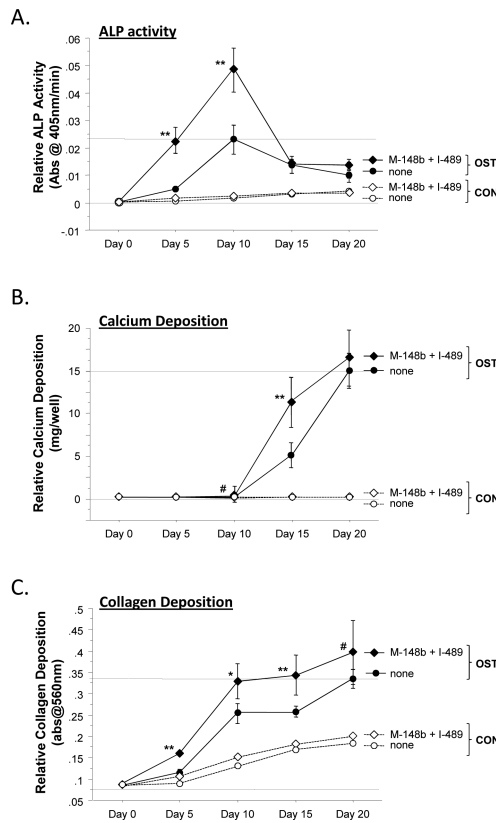 A.
ALP activity
Relative ALP Activity
(Abs @ 405nm/min)
.06
.05
.04
.03
.02
.01
0
-.01
**
**
M-148b + I-489
none
OST
M-148b + I-489
none
CON
Day 0 Day 5 Day 10 Day 15 Day 20
B.
Calcium Deposition
Relative Calcium Deposition
(mg/well)
20
15
10
5
0
#
**
M-148b + I-489
none
OST
M-148b + I-489
none
CON
Day 0 Day 5 Day 10 Day 15 Day 20
C.
Collagen Deposition
Relative Collagen Deposition
(abs@560nm)
.5
.45
.4
.35
.3
.25
.2
.15
.1
.05
**
*
**
#
M-148b + I-489
none
OST
M-148b + I-489
none
CON
Day 0 Day 5 Day 10 Day 15 Day 20